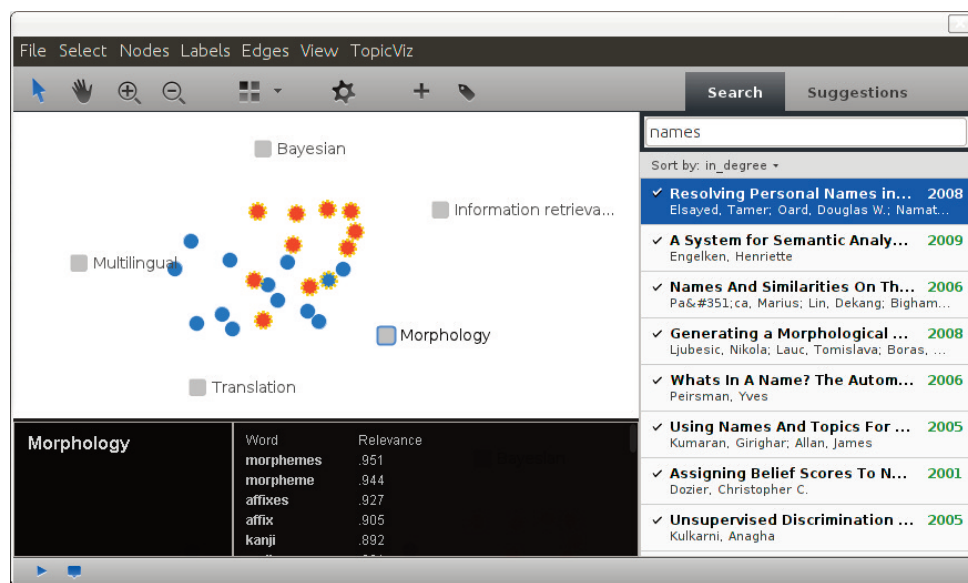 File Select Nodes Labels Edges View TopicViz
Search Suggestions
names
Sort by: in_degree
Bayesian
Information retrieva...
Multilingual
Morphology
Translation
Resolving Personal Names in... 2008
Elsayed, Tamer; Oard, Douglas W.; Namat...
A System for Semantic Analy... 2009
Engelken, Henriette
Names And Similarities On Th... 2006
Pa&#351;ca, Marius; Lin, Dekang; Bigham...
Generating a Morphological ... 2008
Ljubesic, Nikola; Lauc, Tomislava; Boras, ...
Whats In A Name? The Autom... 2006
Peirsman, Yves
Using Names And Topics For ... 2005
Kumaran, Girighar; Allan, James
Assigning Belief Scores To N... 2001
Dozier, Christopher C.
Unsupervised Discrimination ... 2005
Kulkarni, Anagha
Morphology
Word Relevance
morphemes .951
morpheme .944
affixes .927
affix .905
kanji .892